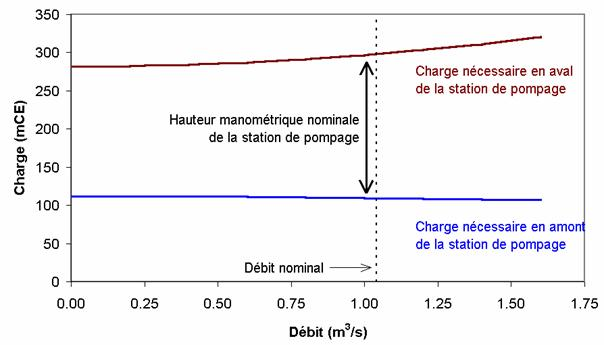 350
300
250
200
150
100
50
0
Charge (mCE)
Charge nécessaire en aval
de la station de pompage
Hauteur manométrique nominale
de la station de pompage
Charge nécessaire en amont
de la station de pompage
Débit nominal
0.00 0.25 0.50 0.75 1.00 1.25 1.50 1.75
Débit (m³/s)